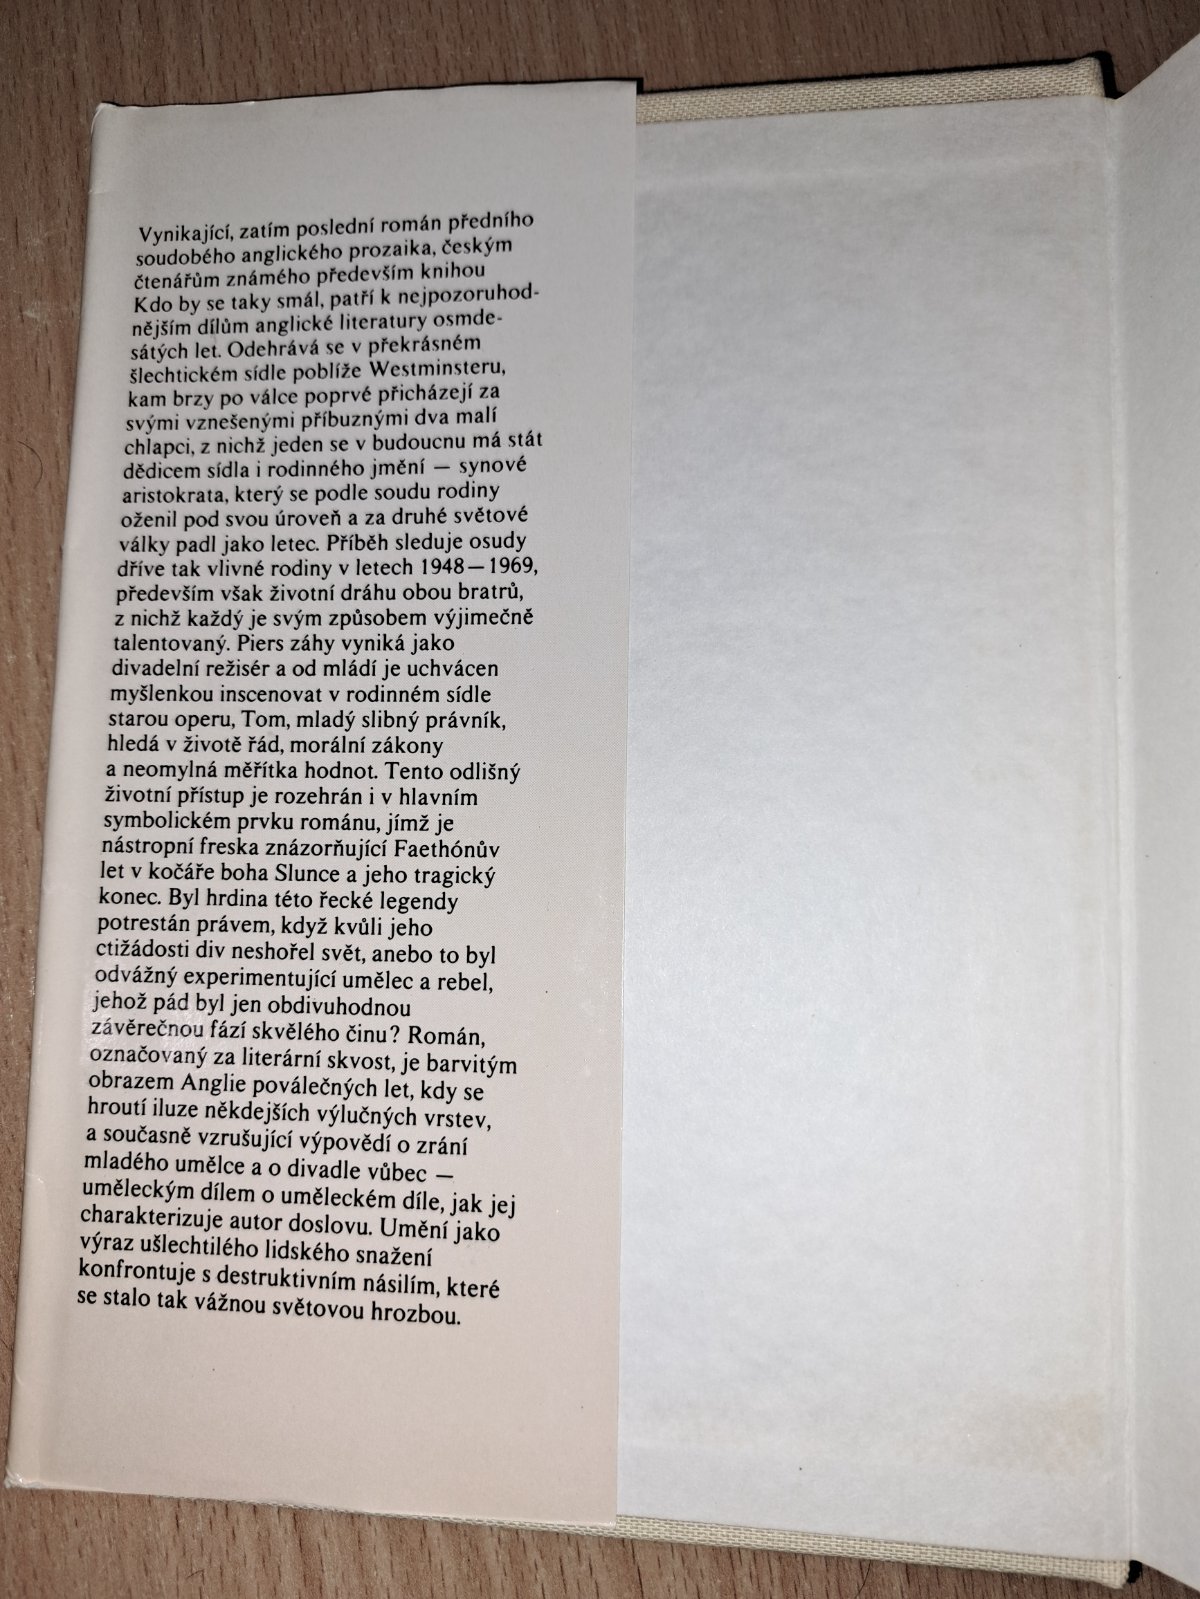 Vynikající, zatím poslední román předního
soudobého anglického prozaika, českým
čtenářům známého především knihou
Kdo by se taky smál, patří k nejpozoruhod-
nějším dílům anglické literatury osmde-
sátých let. Odehrává se v překrásném
šlechtickém sídle poblíže Westminsteru,
kam brzy po válce poprvé přicházejí za
svými vznešenými příbuznými dva malí
chlapci, z nichž jeden se v budoucnu má stát
dědicem sídla i rodinného jmění — synové
aristokrata, který se podle soudu rodiny
oženil pod svou úroveň a za druhé světové
války padl jako letec. Příběh sleduje osudy
dříve tak vlivné rodiny v letech 1948—1969,
především však životní dráhu obou bratrů,
z nichž každý je svým způsobem výjimečně
talentovaný. Piers záhy vyniká jako
divadelní režisér a od mládí je uchvácen
myšlenkou inscenovat v rodinném sídle
starou operu, Tom, mladý slibný právník,
hledá v životě řád, morální zákony
a neomylná měřítka hodnot. Tento odlišný
životní přístup je rozehrán i v hlavním
symbolickém prvku románu, jímž je
nástropní freska znázorňující Faethónův
let v kočáře boha Slunce a jeho tragický
konec. Byl hrdina této řecké legendy
potrestán právem, když kvůli jeho
ctižádosti div neshořel svět, anebo to byl
odvážný experimentující umělec a rebel,
jehož pád byl jen obdivuhodnou
závěrečnou fází skvělého činu? Román,
označovaný za literární skvost, je barvitým
obrazem Anglie poválečných let, kdy se
hroutí iluze někdejších výlučných vrstev,
a současně vzrušující výpovědí o zrání
mladého umělce a o divadle vůbec —
uměleckým dílem o uměleckém díle, jak jej
charakterizuje autor doslovu. Umění jako
výraz ušlechtilého lidského snažení
konfrontuje s destruktivním násilím, které
se stalo tak vážnou světovou hrozbou.